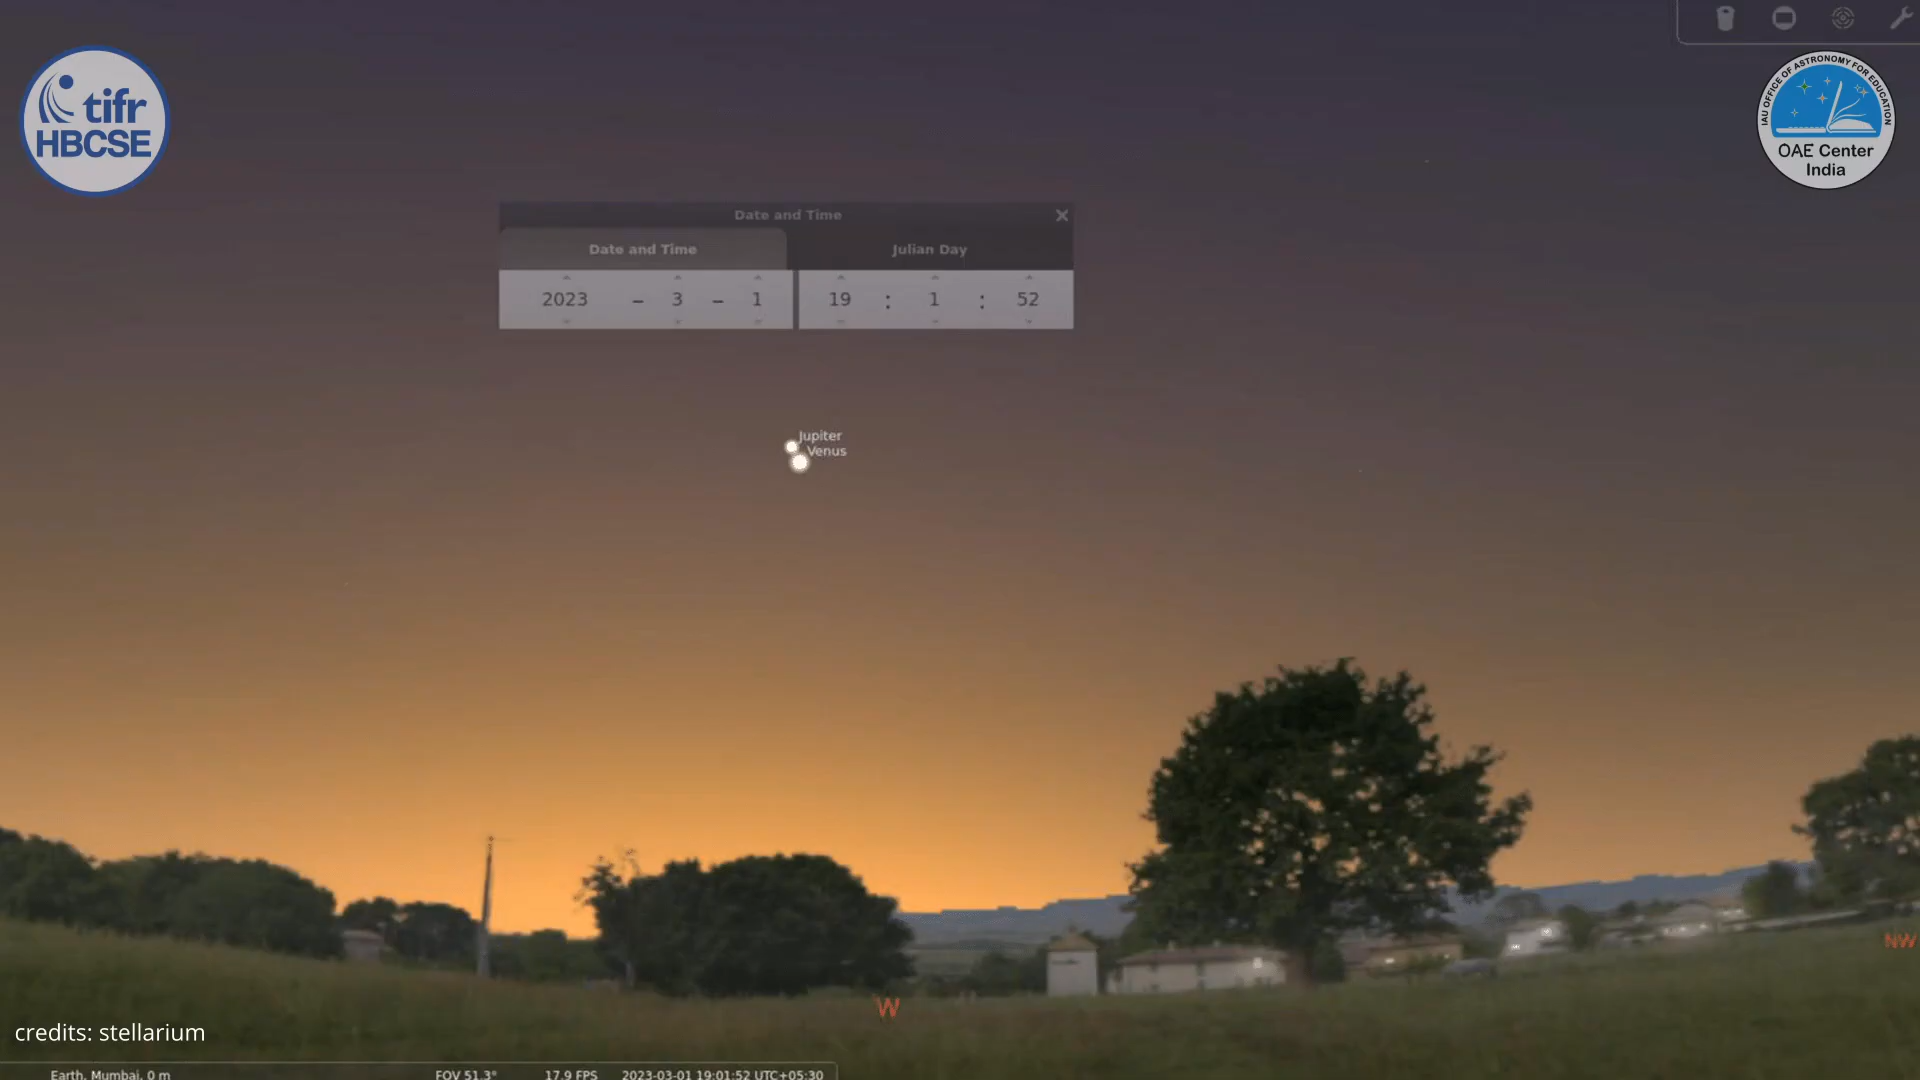 tifr
HBCSE
IAU OFFICE OF ASTRONOMY FOR EDUCATION
OAE Center
India
Date and Time
Date and Time
Julian Day
2023 - 3 - 1 19 : 1 : 52
Jupiter
Venus
W
NW
credits: stellarium
Earth, Mumbai, 0 m FOV 51.3° 17.9 FPS 2023-03-01 19:01:52 UTC+05:30